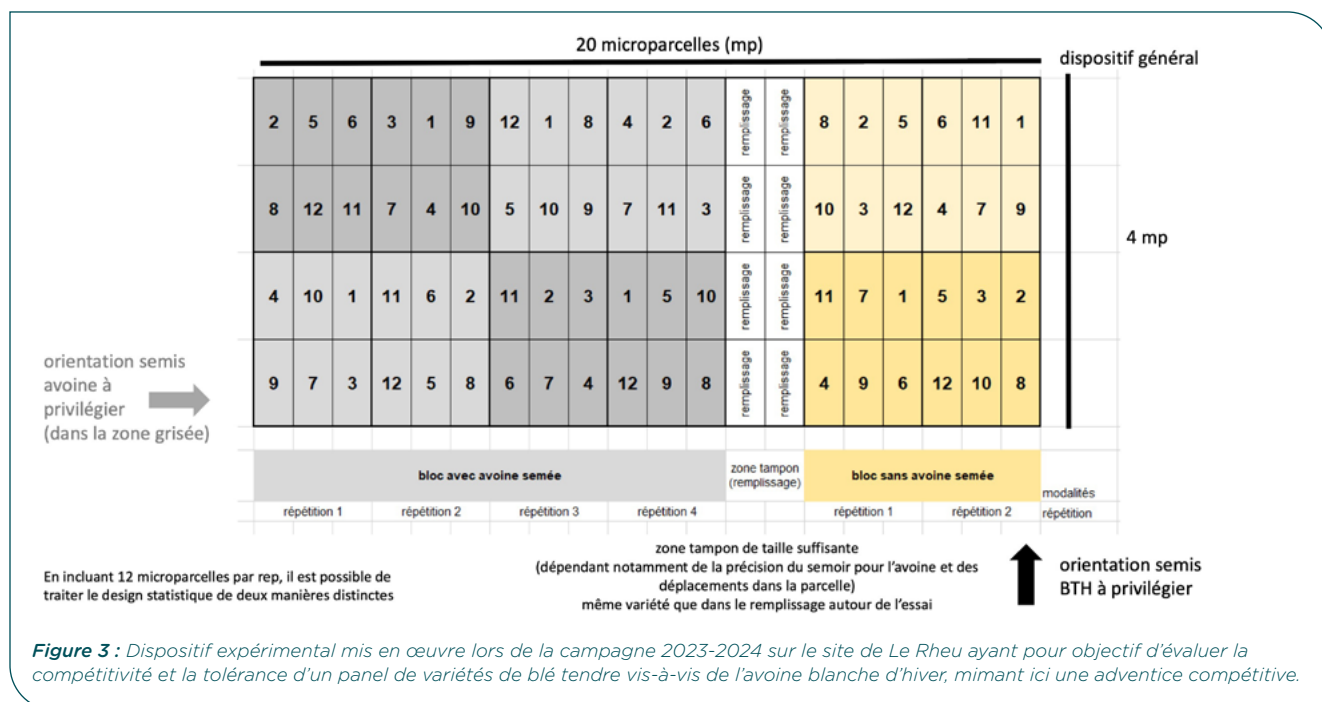 20 microparcelles (mp)
dispositif général
2 5 6 3 1 9 12 1 8 4 2 6 remplissage remplissage 8 2 5 6 11 1
8 12 11 7 4 10 5 10 9 7 11 3 remplissage remplissage 10 3 12 4 7 9
4 mp
4 10 1 11 6 2 11 2 3 1 5 10 remplissage remplissage 11 7 1 5 3 2
9 7 3 12 5 8 6 7 4 12 9 8 remplissage remplissage 4 9 6 12 10 8
orientation semis
avoine à
privilégier
(dans la zone grisée)
bloc avec avoine semée
zone tampon
(remplissage)
bloc sans avoine semée
modalités
répétition 1 répétition 2 répétition 3 répétition 4 répétition 1 répétition 2 répétition
En incluant 12 microparcelles par rep, il est possible de
traiter le design statistique de deux manières distinctes
zone tampon de taille suffisante
(dépendant notamment de la précision du semoir pour l'avoine et des
déplacements dans la parcelle)
même variété que dans le remplissage autour de l'essai
orientation semis
BTH à privilégier
Figure 3 : Dispositif expérimental mis en œuvre lors de la campagne 2023-2024 sur le site de Le Rheu ayant pour objectif d'évaluer la
compétitivité et la tolérance d'un panel de variétés de blé tendre vis-à-vis de l'avoine blanche d'hiver, mimant ici une adventice compétitive.